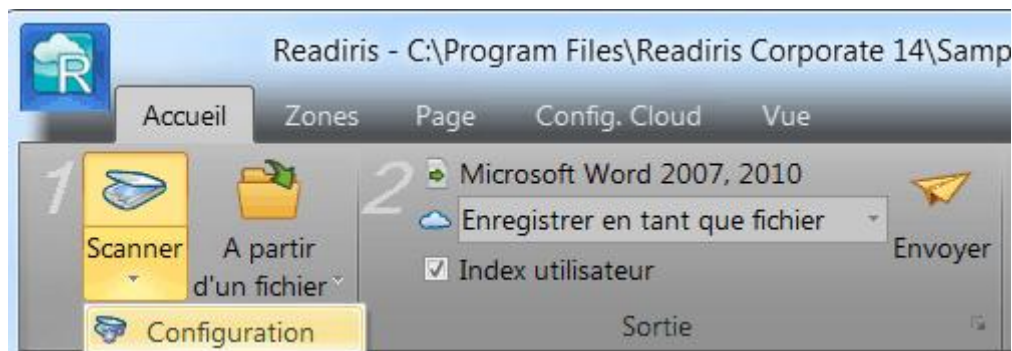 Readiris - C:\Program Files\Readiris Corporate 14\Samp
R
Accueil Zones Page Config. Cloud Vue
1
Scanner
A partir
d'un fichier
2
Microsoft Word 2007, 2010
Enregistrer en tant que fichier
Index utilisateur
Envoyer
Configuration
Sortie